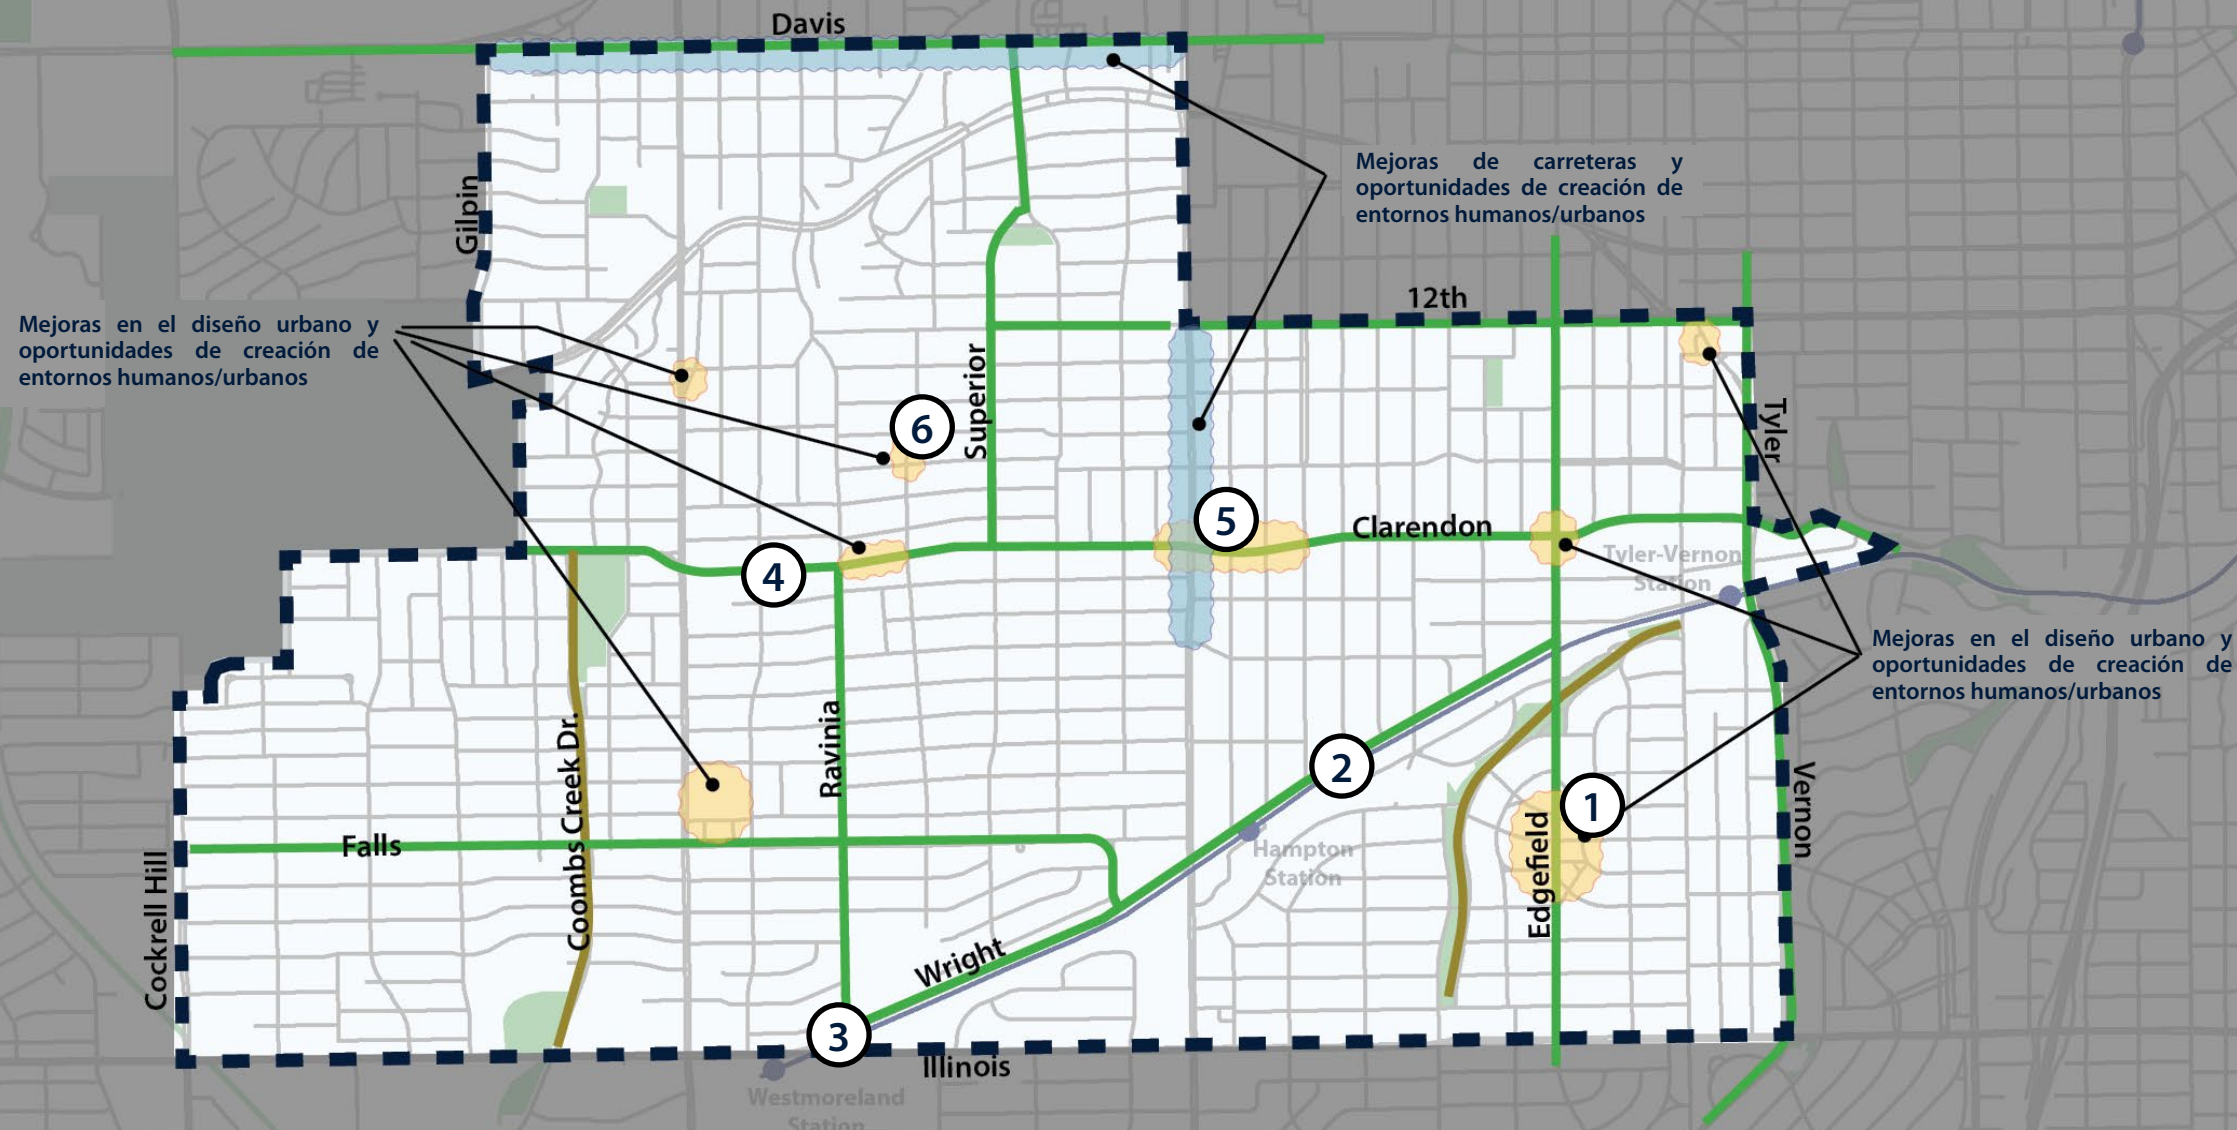 Davis
Gilpin
Mejoras de carreteras y
oportunidades de creación de
entornos humanos/urbanos
12th
Mejoras en el diseño urbano y
oportunidades de creación de
entornos humanos/urbanos
Superior
6
Tyler
5
Clarendon
4
Tyler-Vernon
Station
Mejoras en el diseño urbano y
oportunidades de creación de
entornos humanos/urbanos
Coombs Creek Dr.
Ravinia
2
1
Vernon
Falls
Hampton
Station
Edgefield
Cockrell Hill
Wright
3
Illinois
Westmoreland
Station